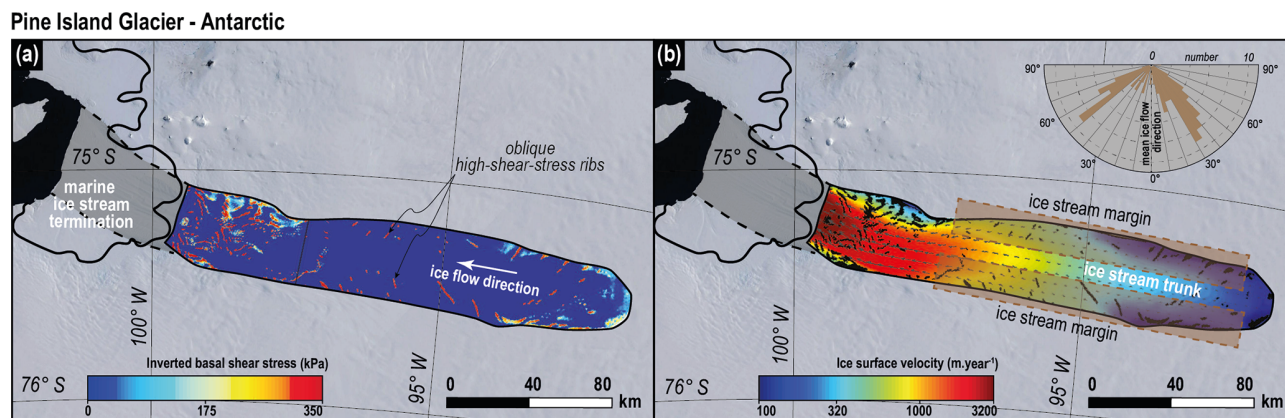 Pine Island Glacier - Antarctic
(a)
75° S
marine
ice stream
termination
oblique
high-shear-stress ribs
ice flow direction
100° W
95° W
Inverted basal shear stress (kPa)
0 175 350
76° S
0 40 80
km
(b)
0 number 10
90° 90°
60° 60°
30° 30°
0°
mean ice flow
direction
75° S
ice stream margin
ice stream trunk
ice stream margin
100° W
95° W
Ice surface velocity (m.year-1)
100 320 1000 3200
76° S
0 40 80
km